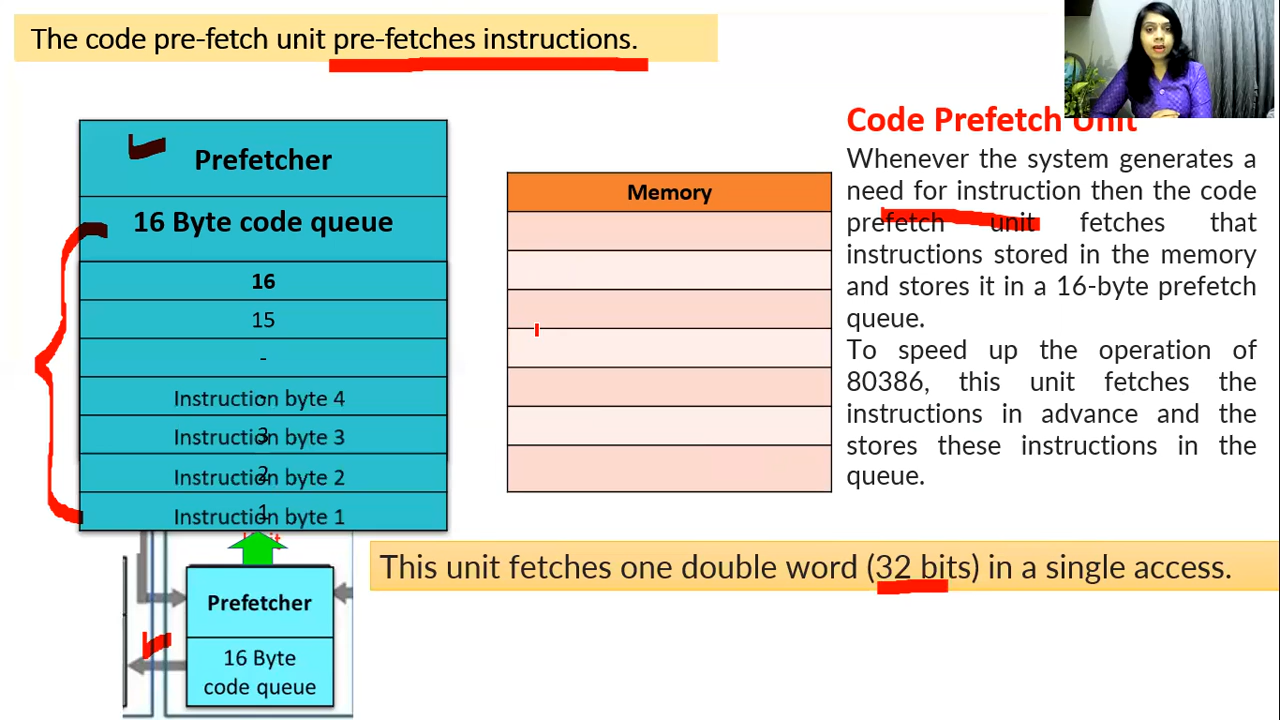 The code pre-fetch unit pre-fetches instructions.
Prefetcher
16 Byte code queue
16
15
-
Instruction byte 4
-
Instruction byte 3
3
Instruction byte 2
2
Instruction byte 1
1
Prefetcher
16 Byte
code queue
Memory
Code Prefetch Unit
Whenever the system generates a
need for instruction then the code
prefetch unit fetches that
instructions stored in the memory
and stores it in a 16-byte prefetch
queue.
To speed up the operation of
80386, this unit fetches the
instructions in advance and the
stores these instructions in the
queue.
This unit fetches one double word (32 bits) in a single access.